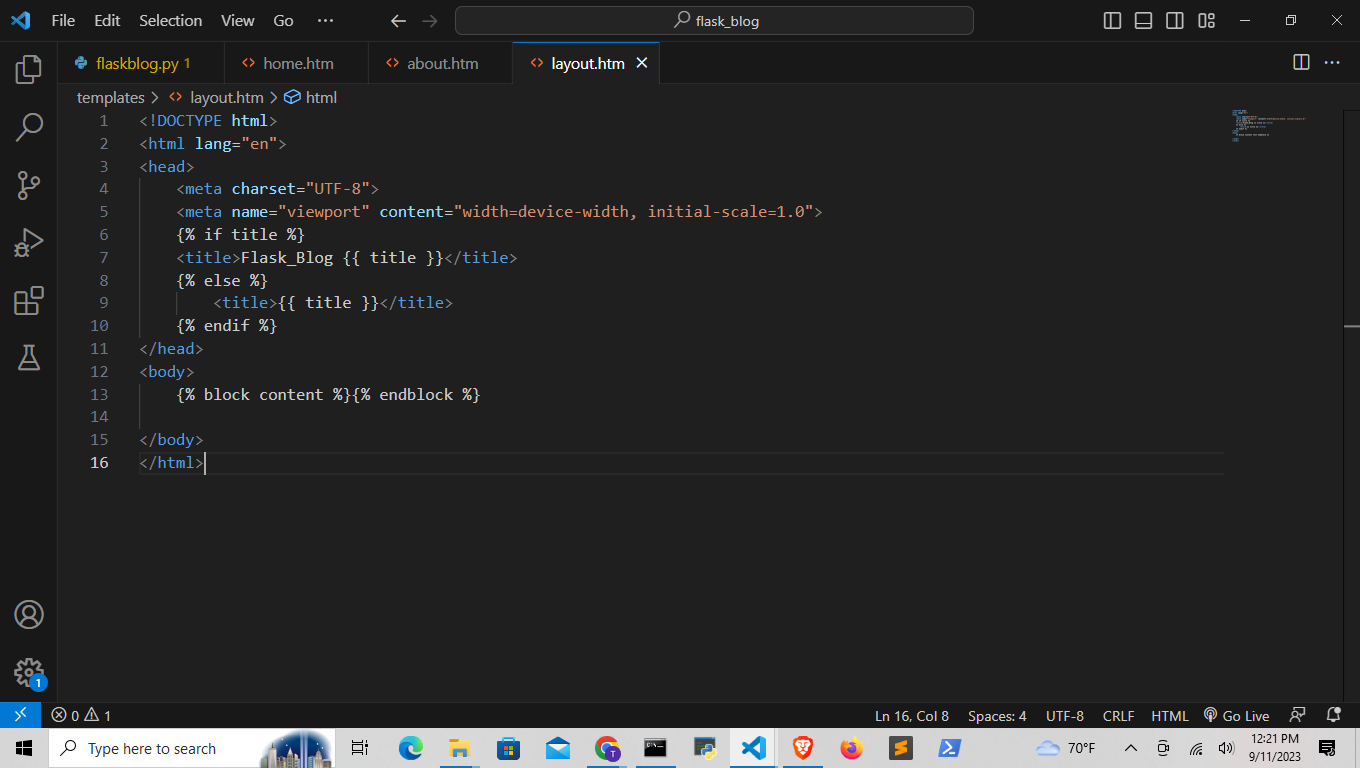 File Edit Selection View Go ··· flask_blog
flaskblog.py 1 home.htm about.htm layout.htm
templates > layout.htm > html
1 <!DOCTYPE html>
2 <html lang="en">
3 <head>
4 <meta charset="UTF-8">
5 <meta name="viewport" content="width=device-width, initial-scale=1.0">
6 {% if title %}
7 <title>Flask_Blog {{ title }}</title>
8 {% else %}
9 <title>{{ title }}</title>
10 {% endif %}
11 </head>
12 <body>
13 {% block content %}{% endblock %}
14
15 </body>
16 </html>
1
0 1 Ln 16, Col 8 Spaces: 4 UTF-8 CRLF HTML Go Live
Type here to search 70°F 12:21 PM
9/11/2023